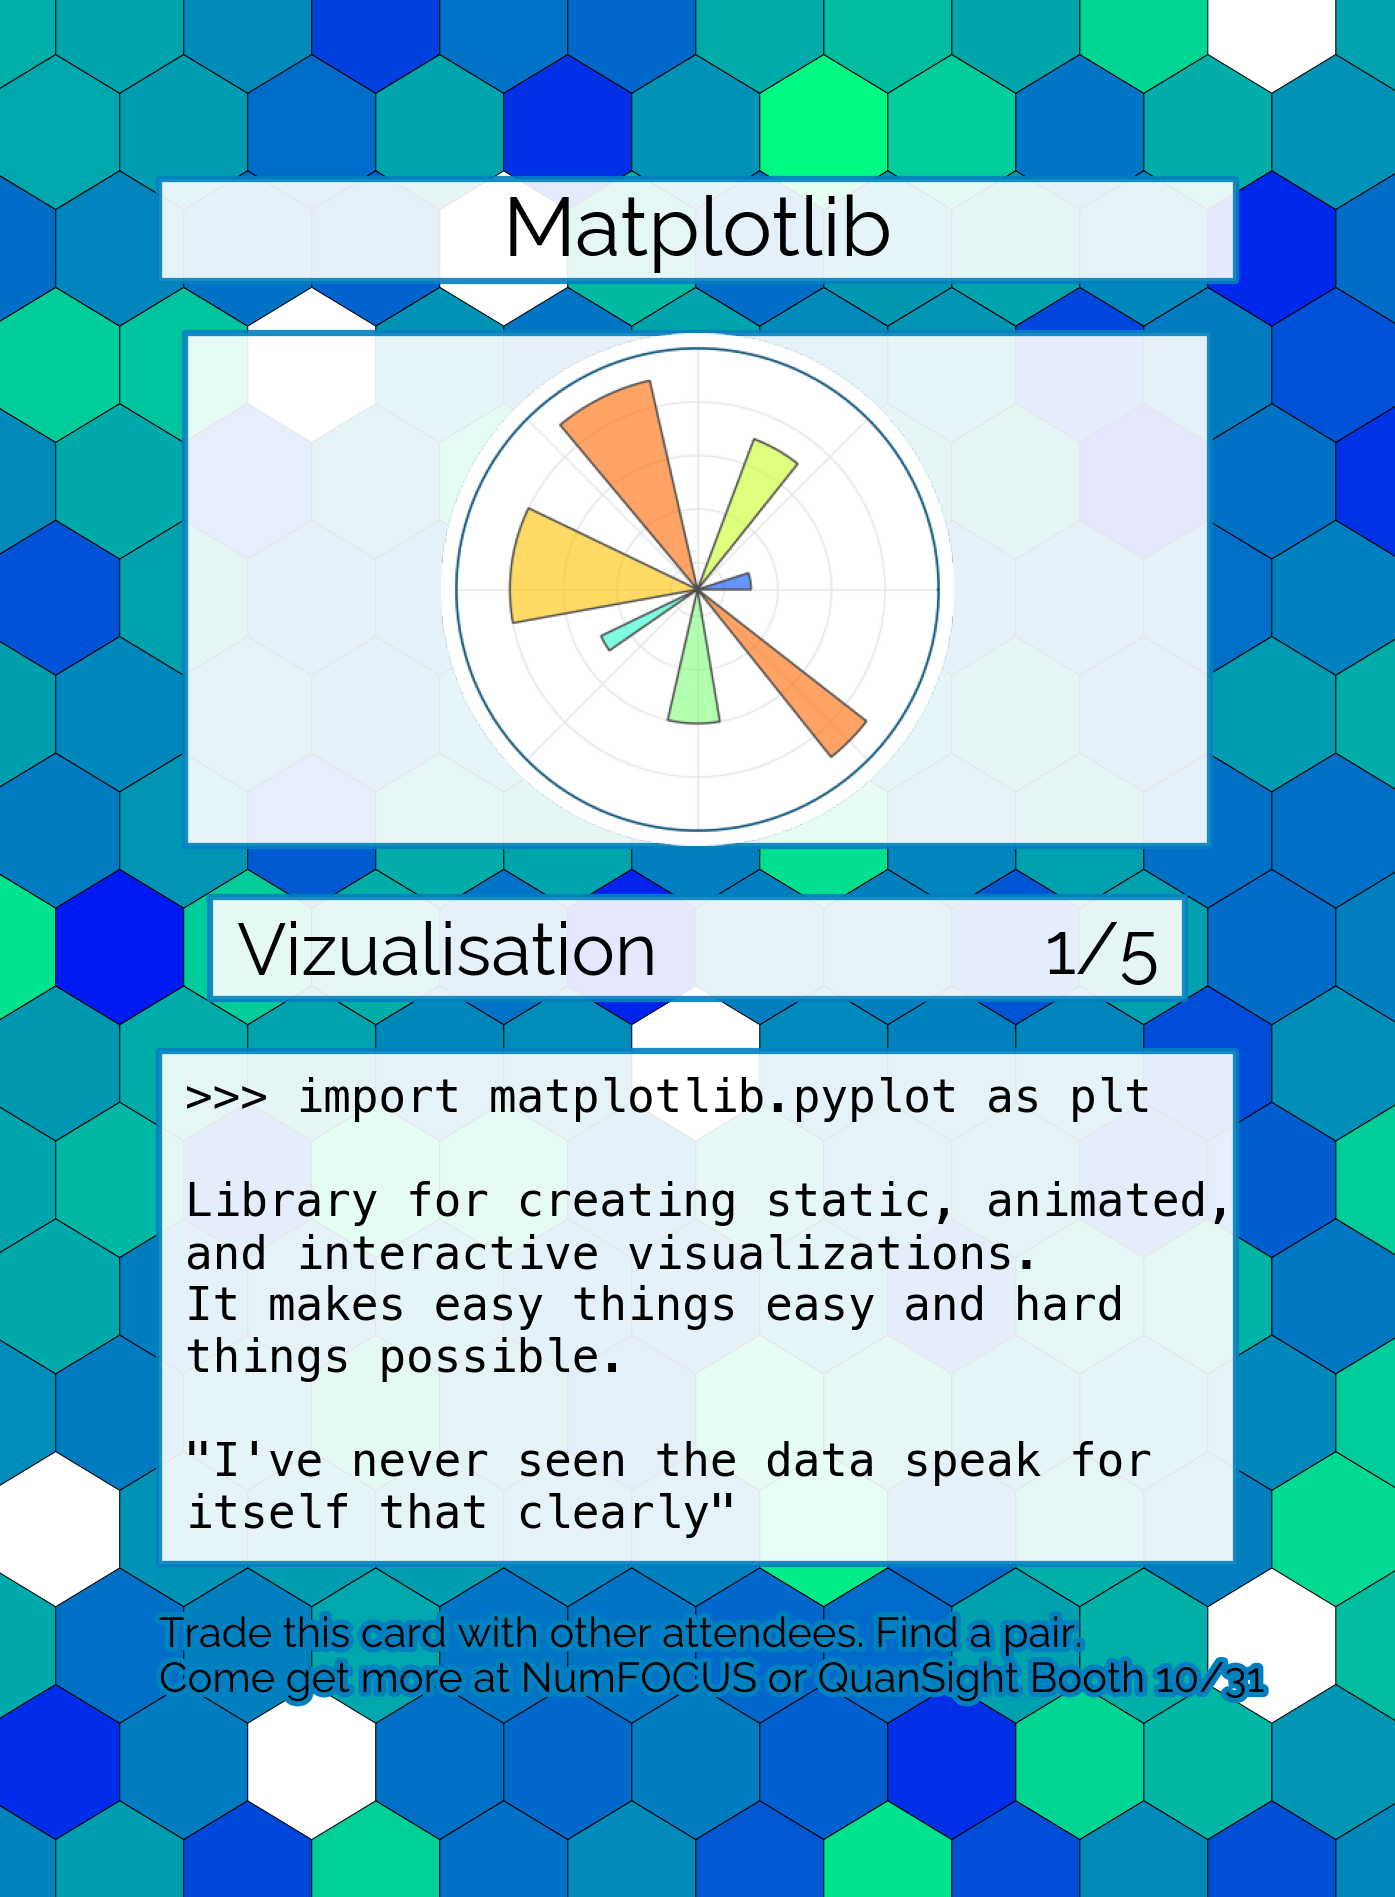 Matplotlib
Vizualisation 1/5
>>> import matplotlib.pyplot as plt
Library for creating static, animated,
and interactive visualizations.
It makes easy things easy and hard
things possible.
"I've never seen the data speak for
itself that clearly"
Trade this card with other attendees. Find a pair.
Come get more at NumFOCUS or QuanSight Booth 10/31